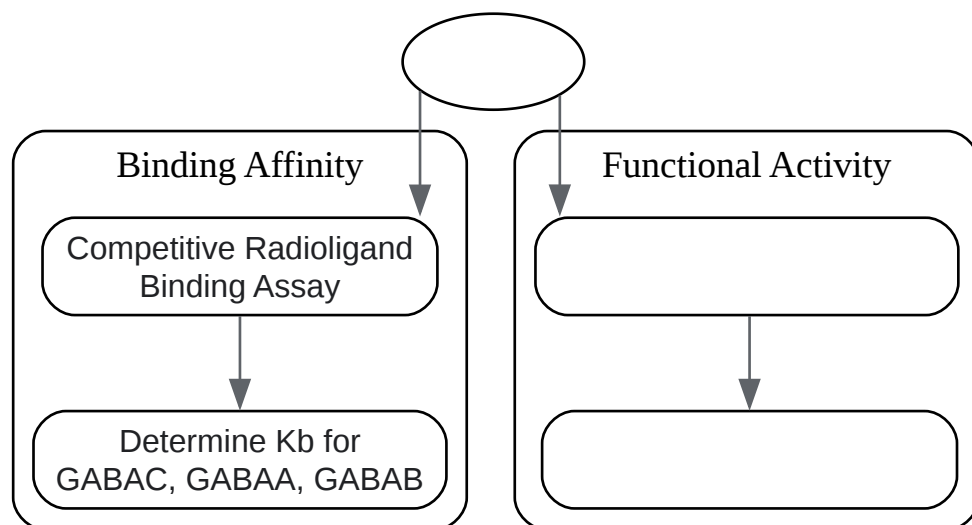 Binding Affinity
Competitive Radioligand
Binding Assay
Determine Kb for
GABAC, GABAA, GABAB
Functional Activity